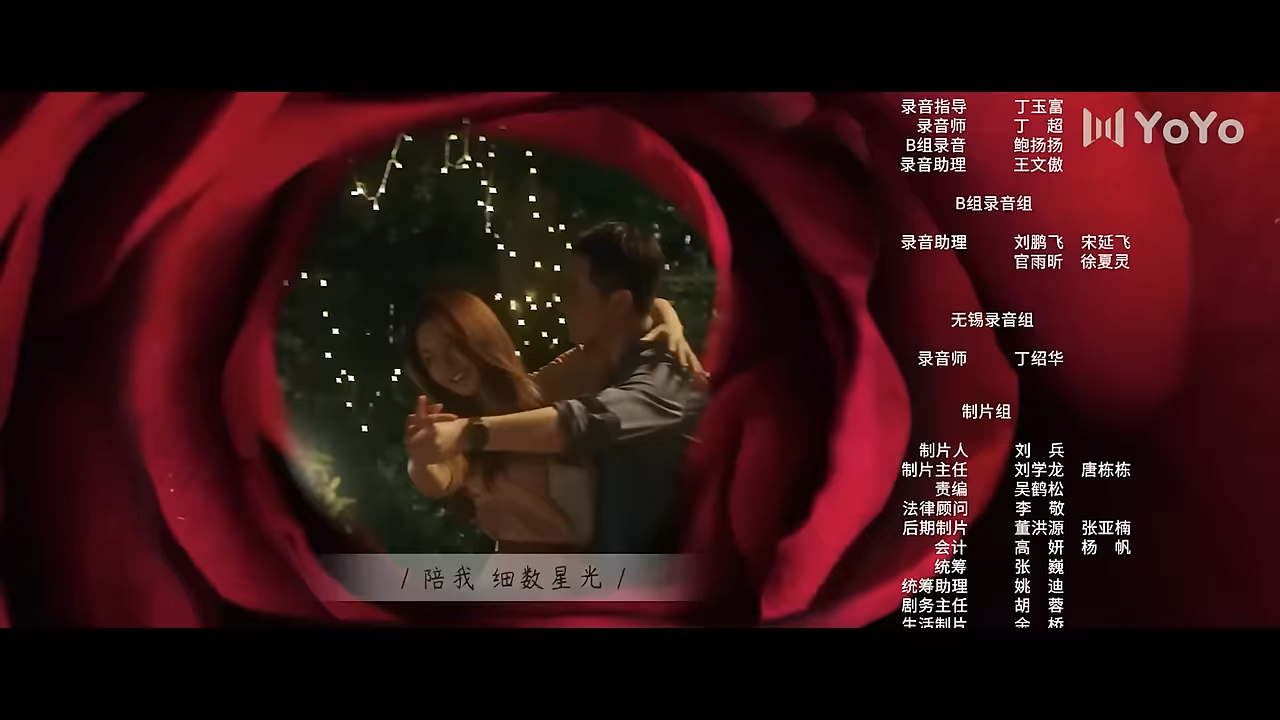 录音指导 丁玉富
录音师 丁 超
B组录音 鲍扬扬
录音助理 王文傲
YoYo
B组录音组
录音助理 刘鹏飞 宋延飞
官雨昕 徐夏灵
无锡录音组
录音师 丁绍华
制片组
制片人 刘 兵
制片主任 刘学龙 唐栋栋
责编 吴鹤松
法律顾问 李 敬
后期制片 董洪源 张亚楠
会计 高 妍 杨 帆
统筹 张 巍
统筹助理 姚 迪
剧务主任 胡 蓉
生活制片 金 桥
/ 陪我 细数星光 /